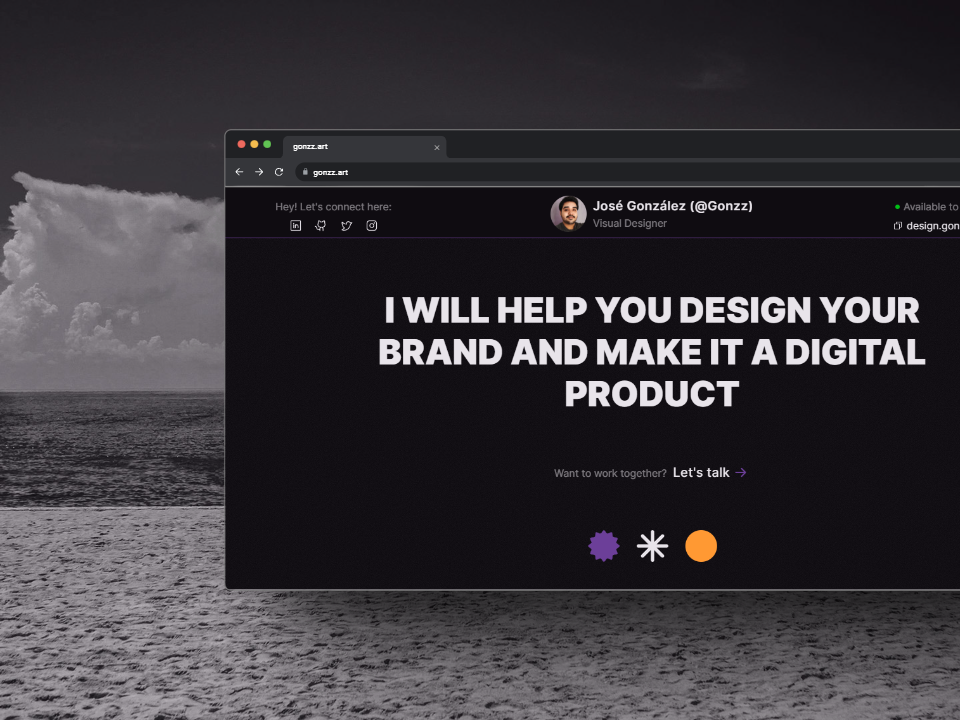 gonzz.art
gonzz.art
Hey! Let's connect here:
José González (@Gonzz)
Visual Designer
Available to
design.gon
I WILL HELP YOU DESIGN YOUR
BRAND AND MAKE IT A DIGITAL
PRODUCT
Want to work together? Let's talk →